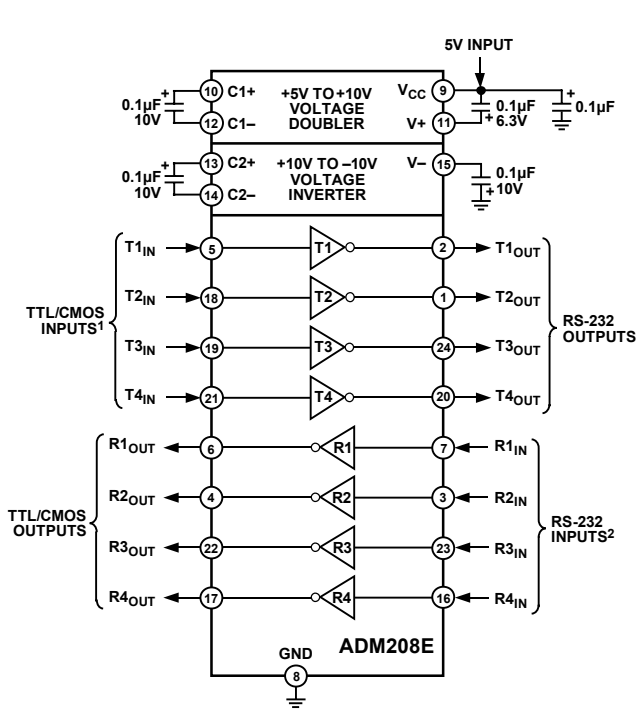 5V INPUT
10 C1+ +5V TO +10V VCC 9
0.1µF + VOLTAGE 0.1µF + 0.1µF
10V 12 C1– DOUBLER V+ 11 + 6.3V
13 C2+ +10V TO –10V V– 15
0.1µF + VOLTAGE 0.1µF
10V 14 C2– INVERTER + 10V
T1IN 5 T1 2 T1OUT
T2IN 18 T2 1 T2OUT
TTL/CMOS
INPUTS1
RS-232
OUTPUTS
T3IN 19 T3 24 T3OUT
T4IN 21 T4 20 T4OUT
R1OUT 6 R1 7 R1IN
R2OUT 4 R2 3 R2IN
TTL/CMOS
OUTPUTS
RS-232
INPUTS2
R3OUT 22 R3 23 R3IN
R4OUT 17 R4 16 R4IN
GND ADM208E
8